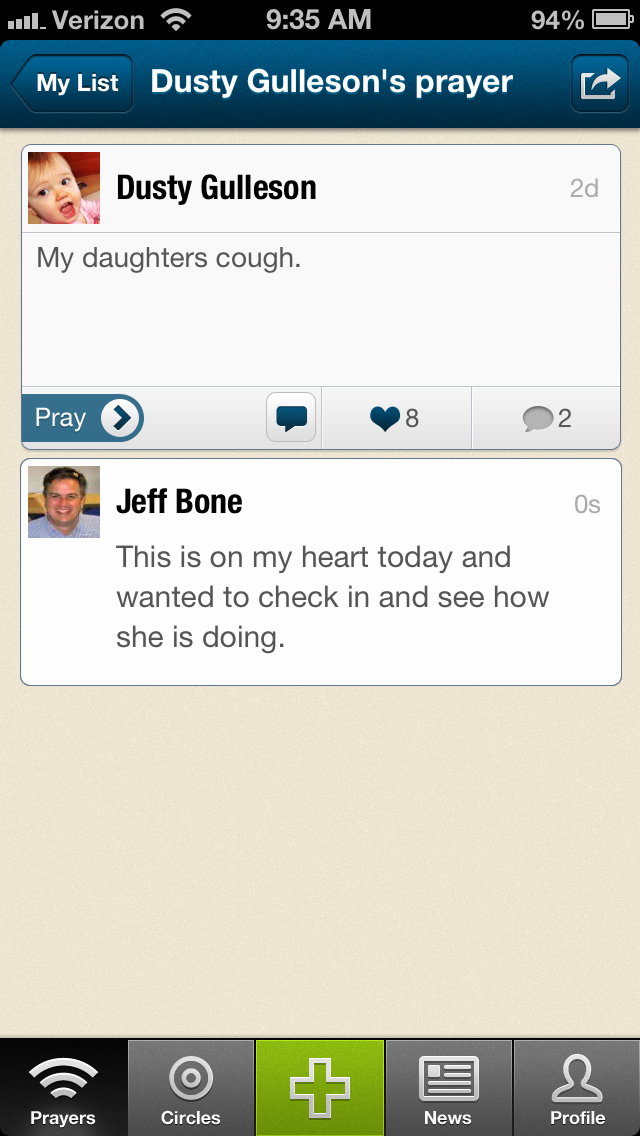 Verizon 9:35 AM 94%
My List Dusty Gulleson's prayer
Dusty Gulleson 2d
My daughters cough.
Pray 8 2
Jeff Bone 0s
This is on my heart today and
wanted to check in and see how
she is doing.
Prayers Circles News Profile